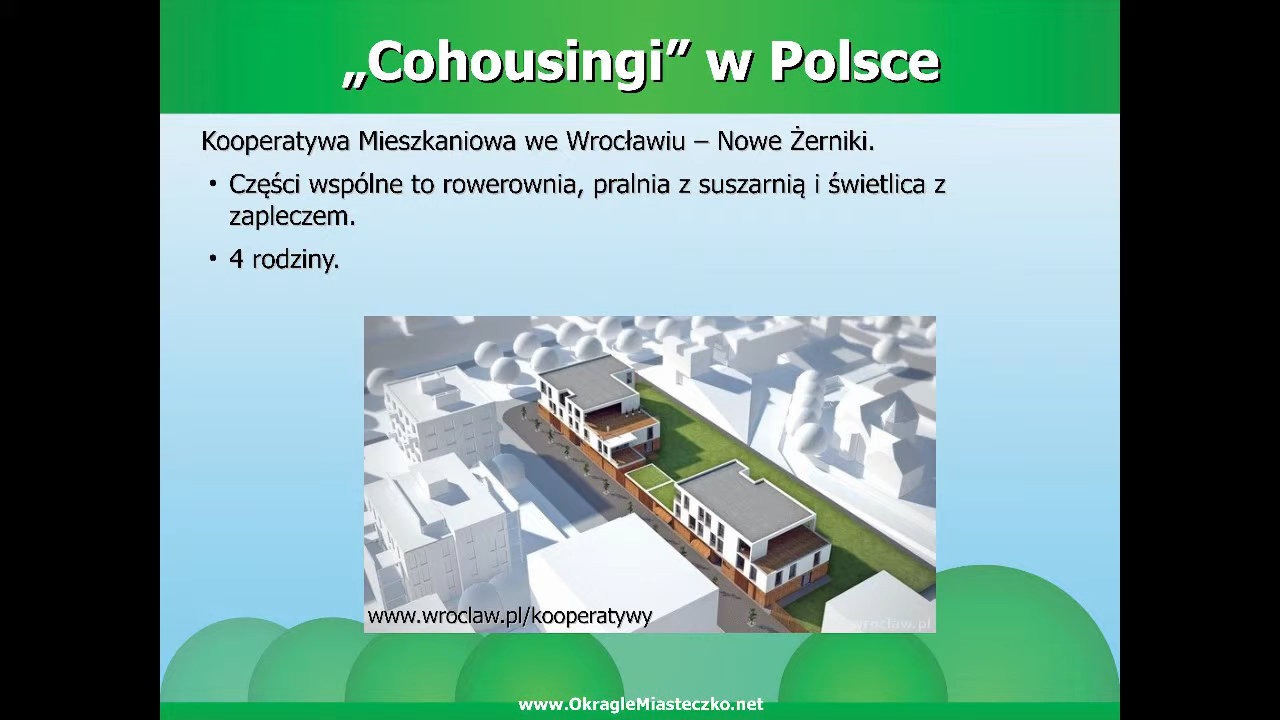 „Cohousingi” w Polsce
Kooperatywa Mieszkaniowa we Wrocławiu – Nowe Żerniki.
• Części wspólne to rowerownia, pralnia z suszarnią i świetlica z
zapleczem.
• 4 rodziny.
www.wroclaw.pl/kooperatywy
wroclaw.pl
www.OkragleMiasteczko.net